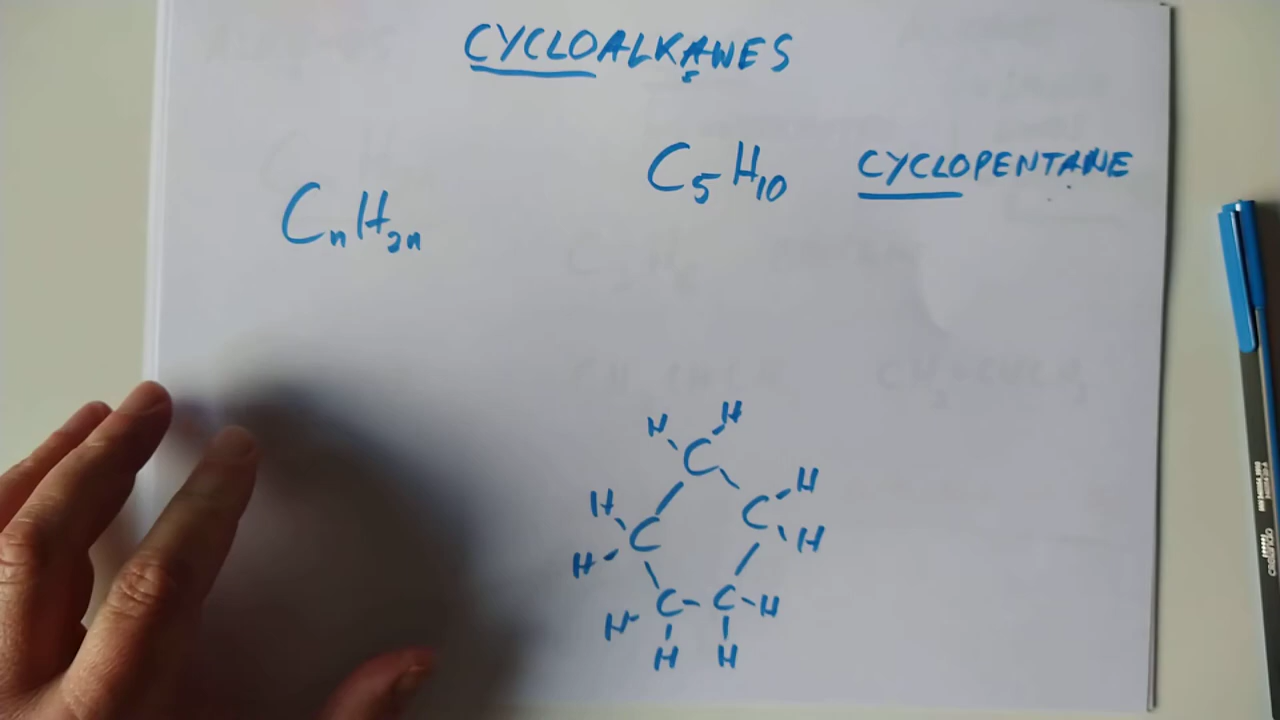 CYCLOALKANES
C5H10 CYCLOPENTANE
CnH2n
H H
C
H C H
H C H
H C - C - H
H H